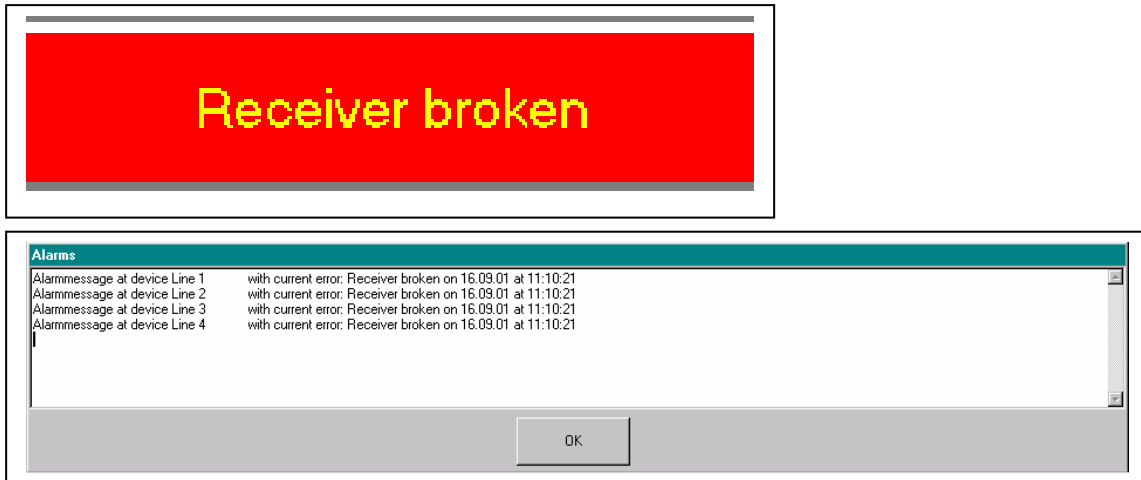 Receiver broken
Alarms
Alarmmessage at device Line 1 with current error: Receiver broken on 16.09.01 at 11:10:21
Alarmmessage at device Line 2 with current error: Receiver broken on 16.09.01 at 11:10:21
Alarmmessage at device Line 3 with current error: Receiver broken on 16.09.01 at 11:10:21
Alarmmessage at device Line 4 with current error: Receiver broken on 16.09.01 at 11:10:21
OK